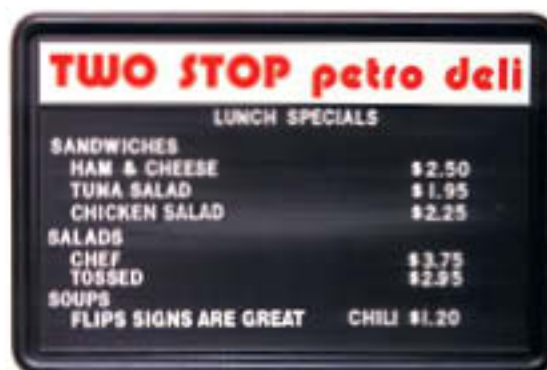 TWO STOP petro deli
LUNCH SPECIALS
SANDWICHES
HAM & CHEESE $2.50
TUNA SALAD $1.95
CHICKEN SALAD $2.25
SALADS
CHEF $3.75
TOSSED $2.95
SOUPS
FLIPS SIGNS ARE GREAT CHILI $1.20